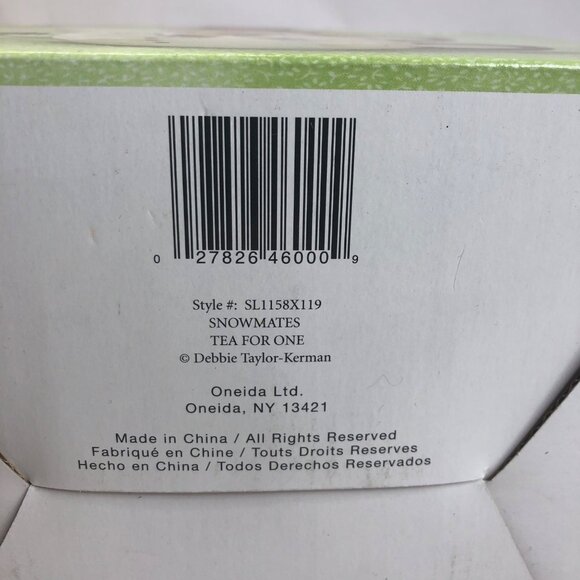 0 27826 46000 9
Style #: SL1158X119
SNOWMATES
TEA FOR ONE
© Debbie Taylor-Kerman
Oneida Ltd.
Oneida, NY 13421
Made in China / All Rights Reserved
Fabriqué en Chine / Touts Droits Reserves
Hecho en China / Todos Derechos Reservados